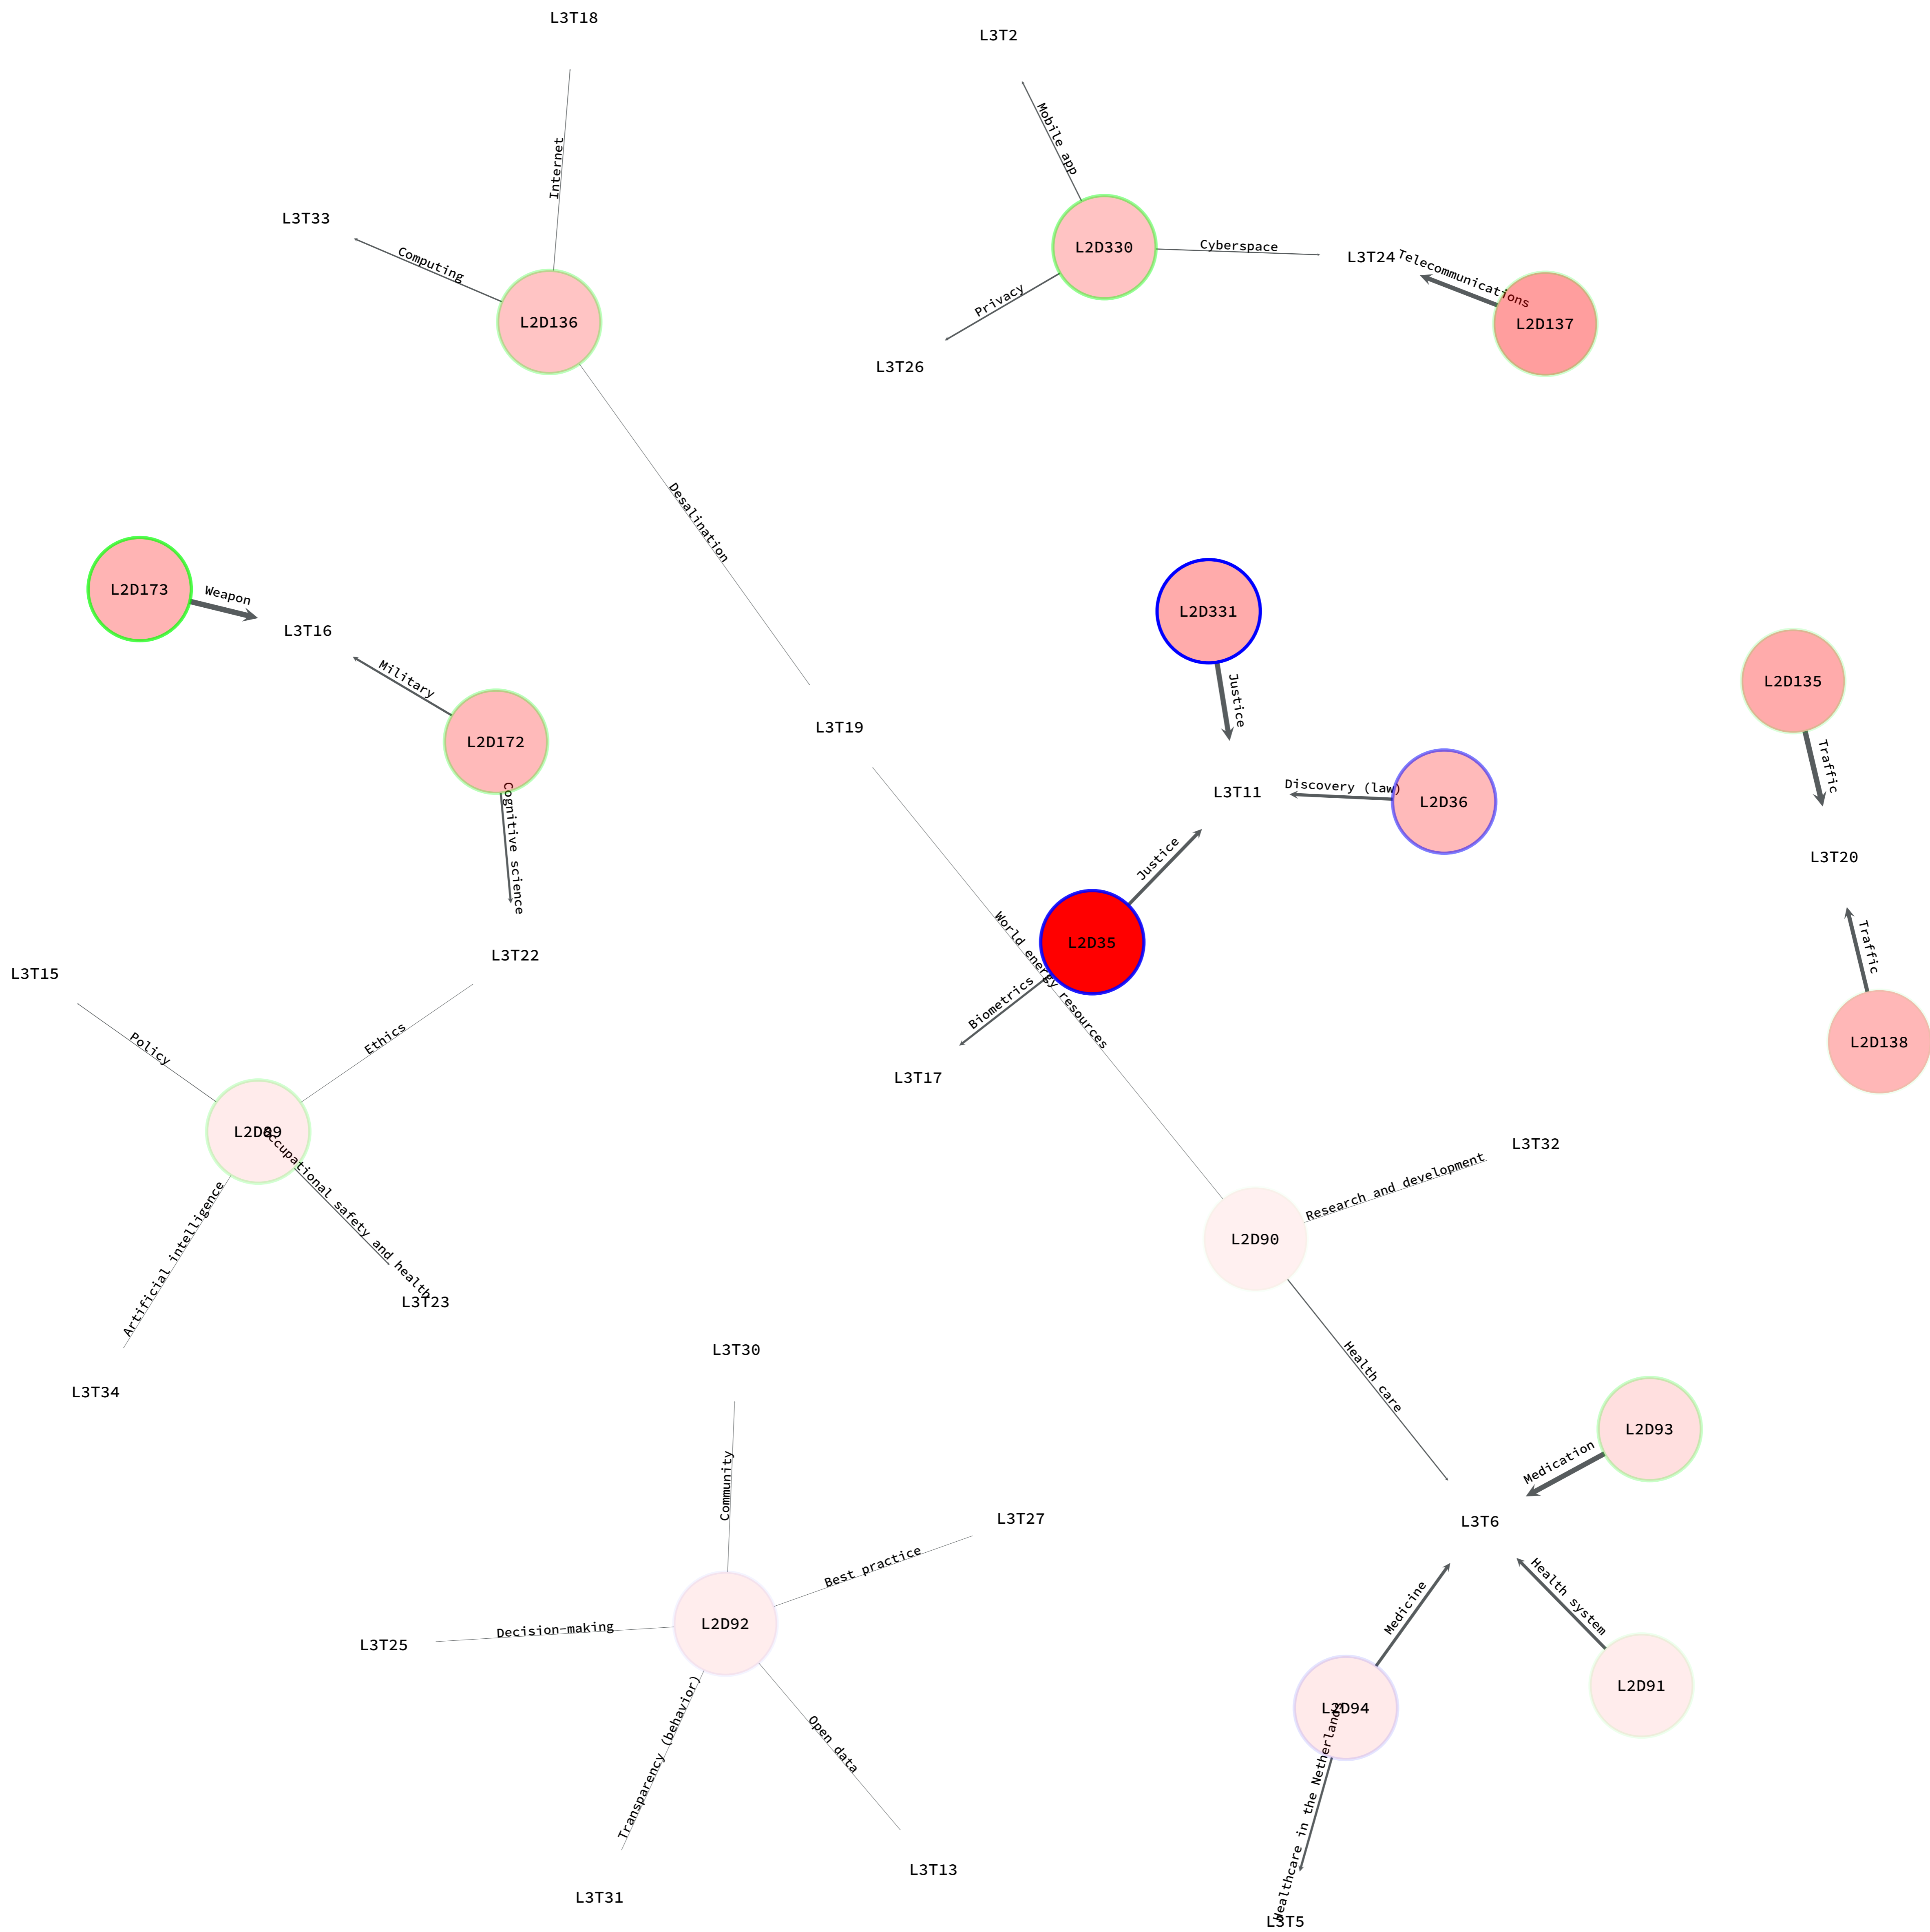 L3T18
L3T2
Mobile app
Internet
L3T33
L2D330
Cyberspace
L3T24
Telecommunications
Computing
Privacy
L2D136
L2D137
L3T26
Desalination
L2D173
Weapon
L3T16
L2D331
Military
L2D135
Justice
L3T19
L2D172
Traffic
Discovery (law)
L3T11
L2D36
Cognitive science
Justice
L3T20
L2D35
Traffic
L3T22
L3T15
World energy resources
Biometrics
Policy
Ethics
L2D138
L3T17
L2D89
L3T32
Occupational safety and health
Research and development
L2D90
Artificial intelligence
L3T23
L3T30
Health care
L3T34
L2D93
Medication
Community
L3T27
L3T6
Best practice
Health system
Medicine
L2D92
Decision-making
L3T25
L2D91
L2D94
Open data
Transparency (behavior)
Healthcare in the Netherlands
L3T13
L3T31
L3T5